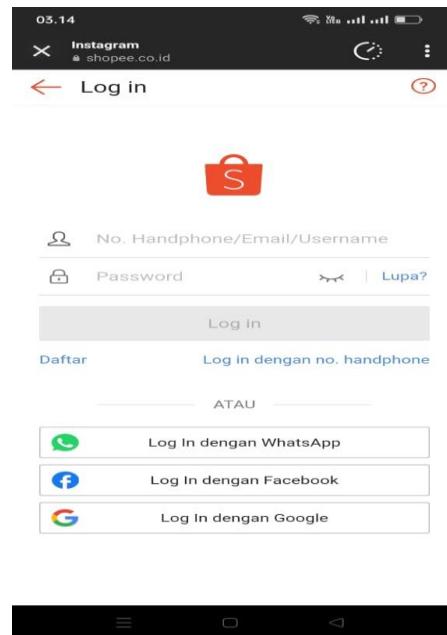 03.14
Instagram
shopee.co.id
Log in
?
S
No. Handphone/Email/Username
Password Lupa?
Log in
Daftar Log in dengan no. handphone
ATAU
Log In dengan WhatsApp
Log In dengan Facebook
Log In dengan Google